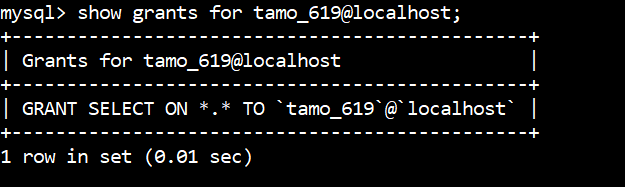 mysql> show grants for tamo_619@localhost;
+---------------------------------------------+
| Grants for tamo_619@localhost               |
+---------------------------------------------+
| GRANT SELECT ON *.* TO `tamo_619`@`localhost` |
+---------------------------------------------+
1 row in set (0.01 sec)